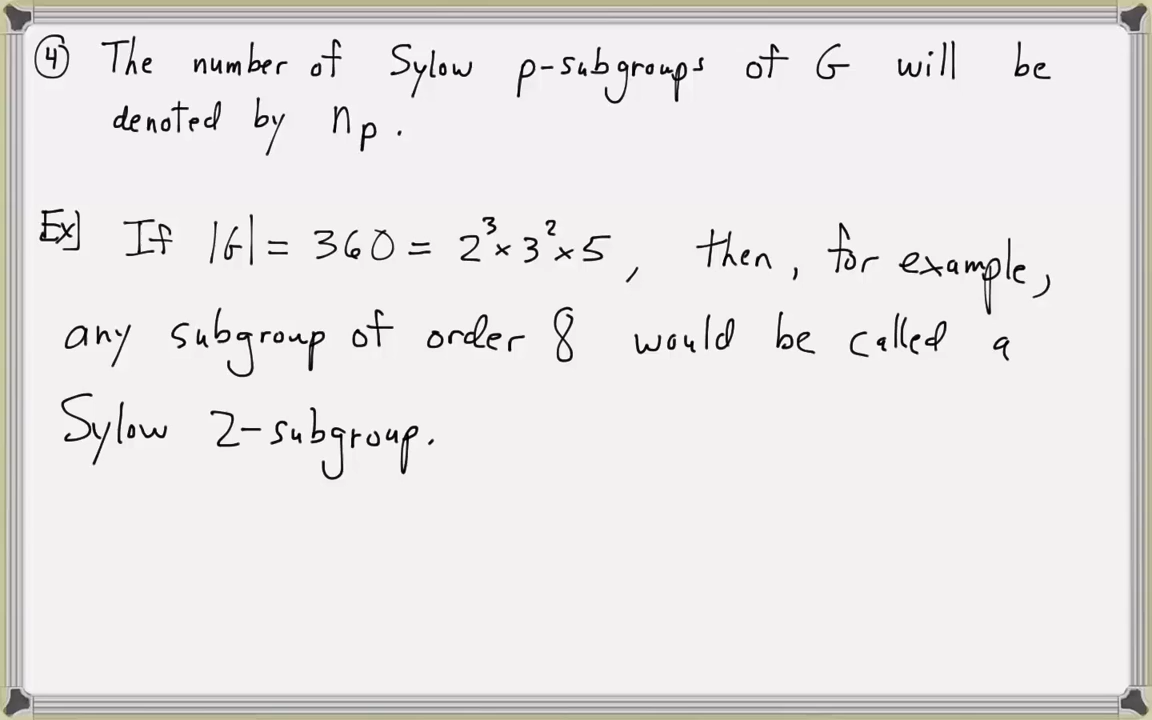 ④ The number of Sylow p-subgroups of G will be
denoted by nₚ.
Ex] If |G| = 360 = 2³ × 3² × 5, then, for example,
any subgroup of order 8 would be called a
Sylow 2-subgroup.